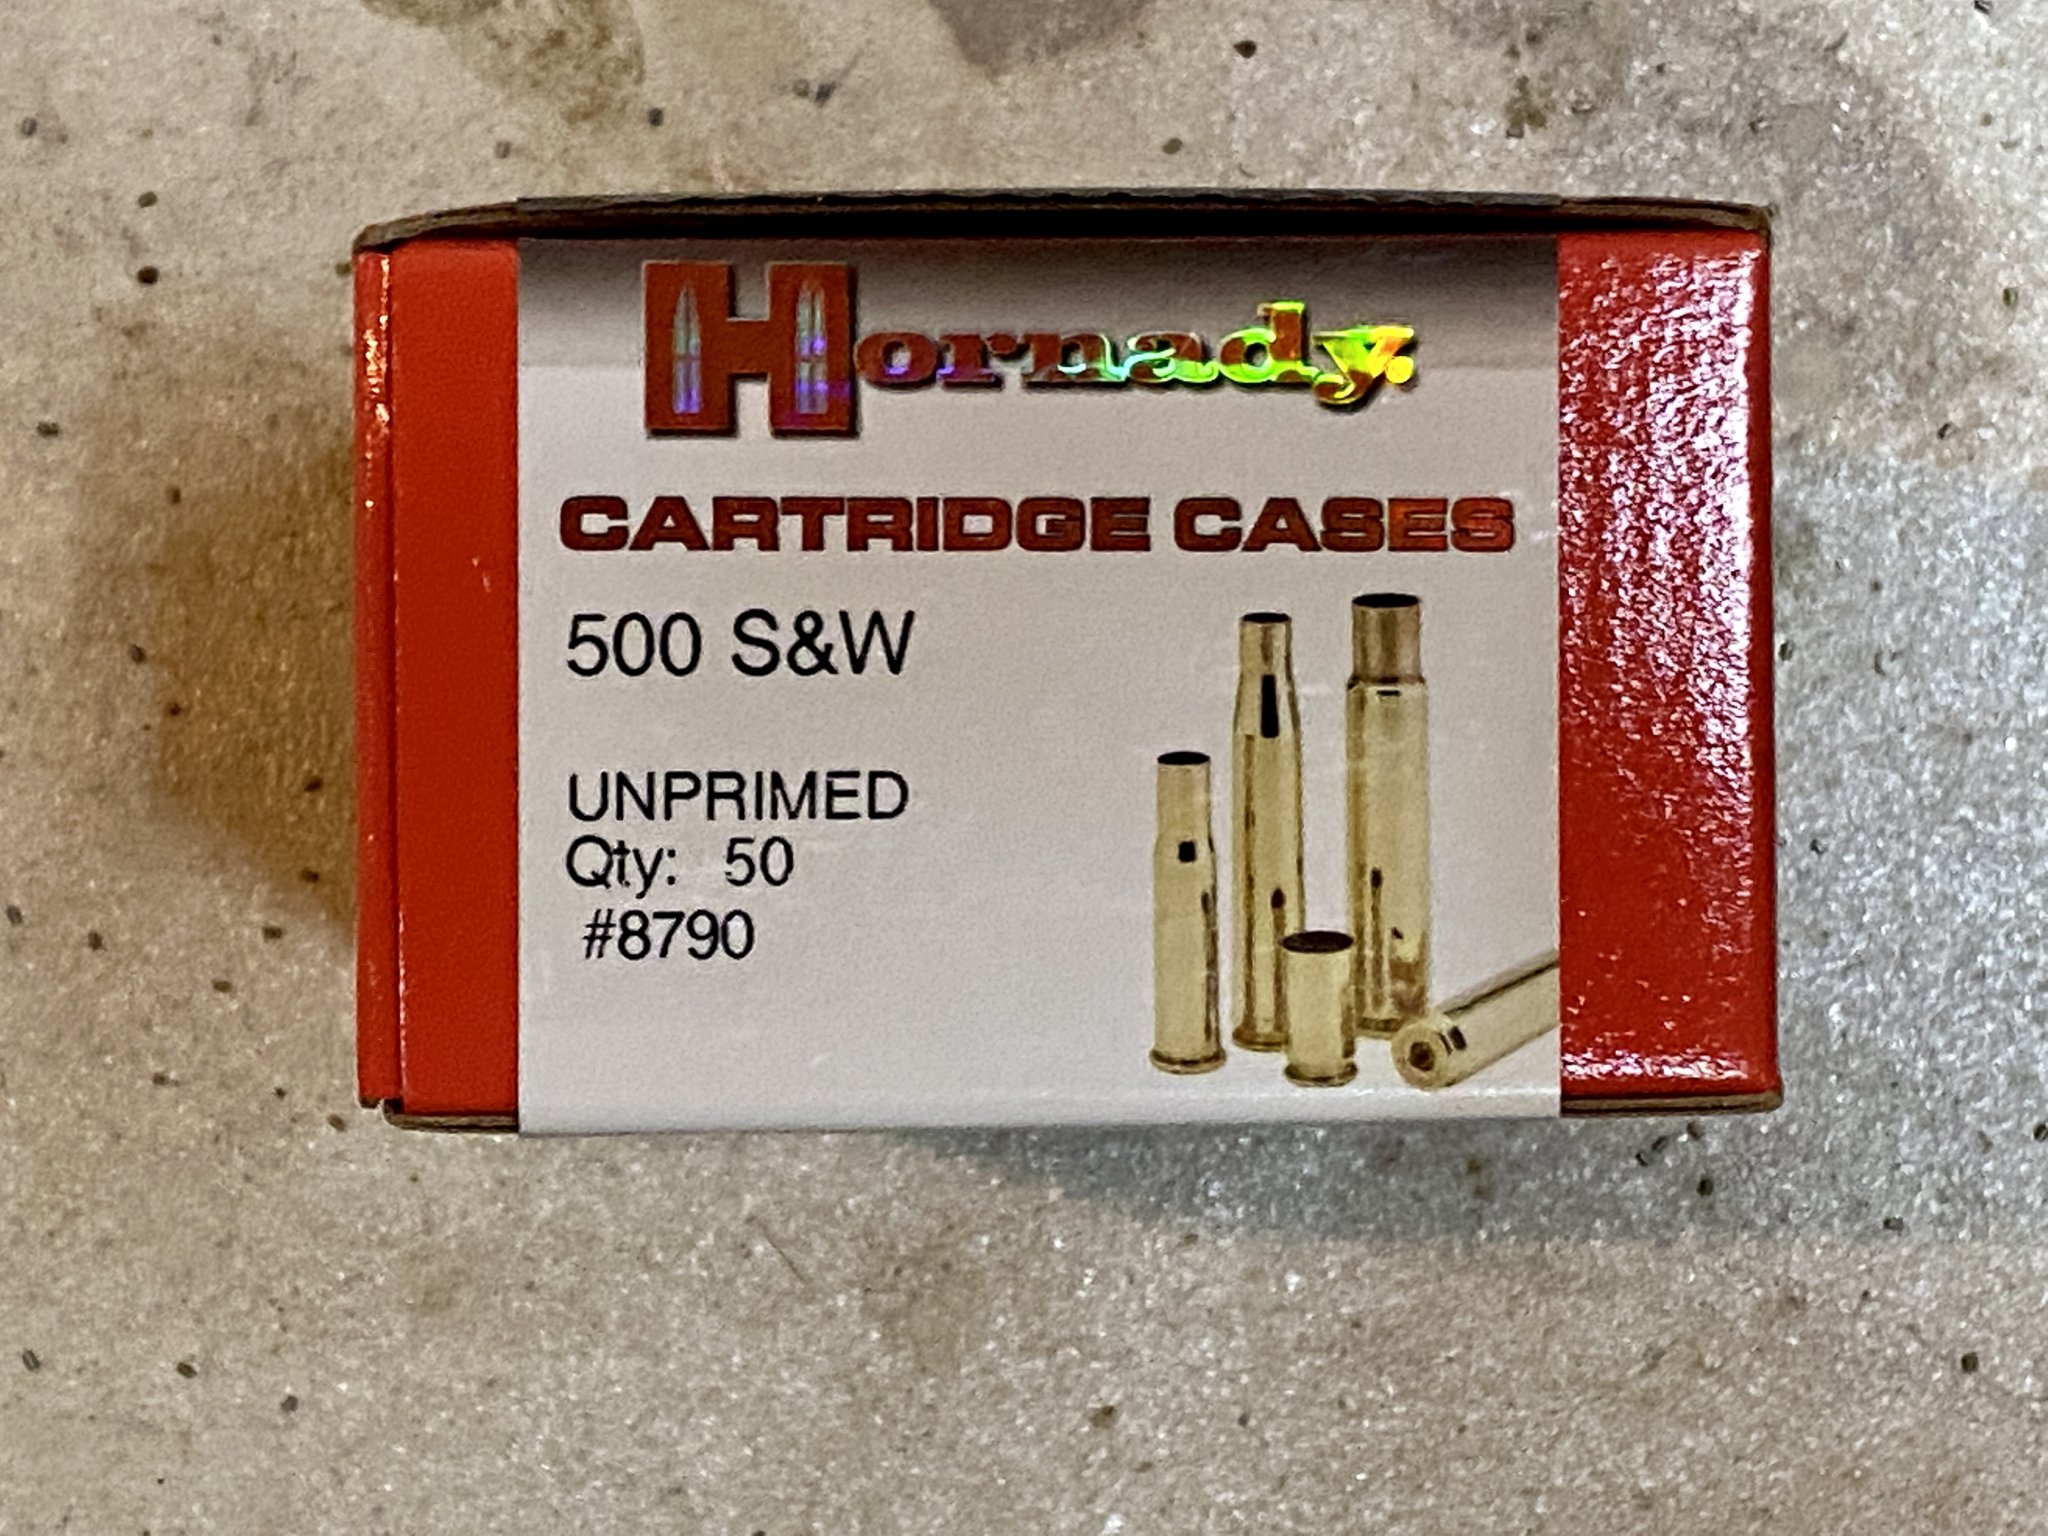 Hornady
CARTRIDGE CASES
500 S&W
UNPRIMED
Qty: 50
#8790